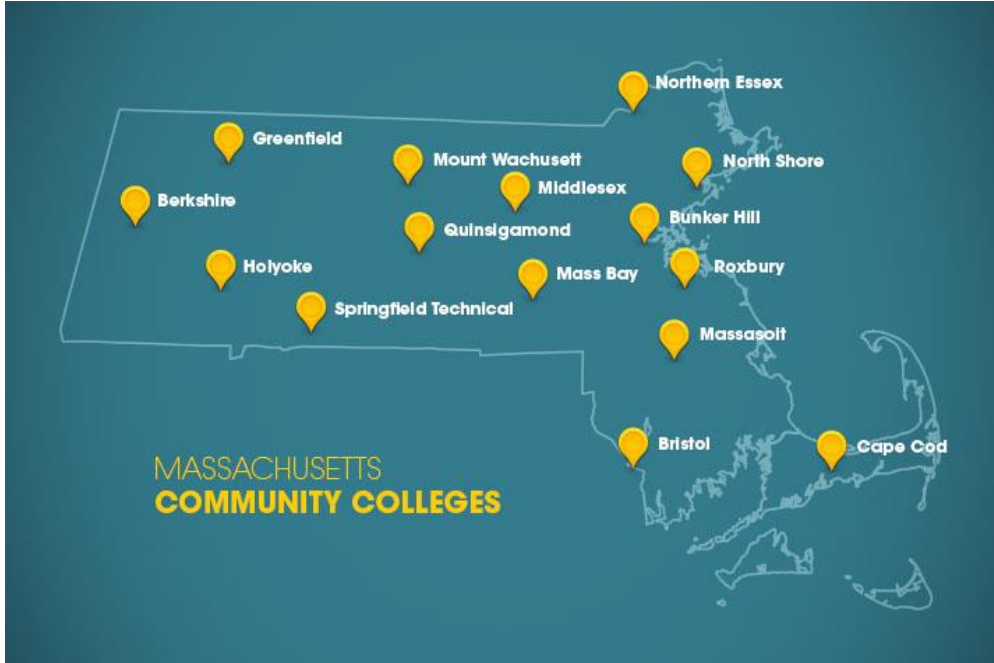 Northern Essex
Greenfield
Mount Wachusett
North Shore
Middlesex
Berkshire
Bunker Hill
Quinsigamond
Holyoke
Mass Bay
Roxbury
Springfield Technical
Massasoit
Bristol
Cape Cod
MASSACHUSETTS
COMMUNITY COLLEGES